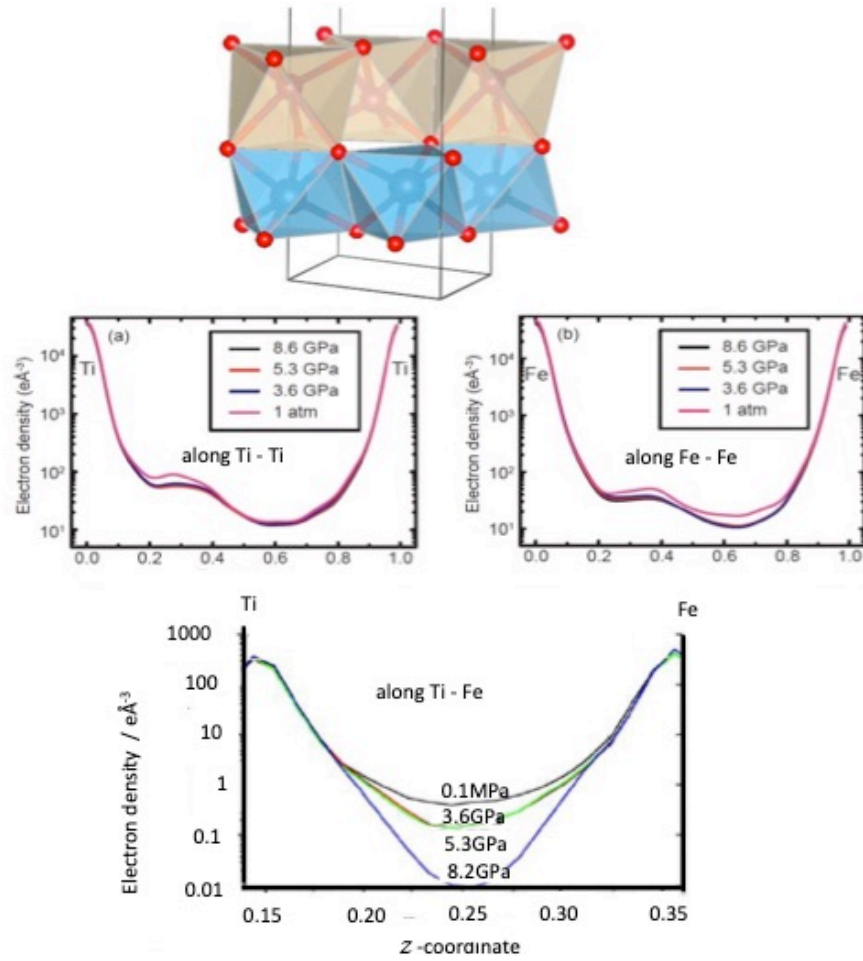 (a)
8.6 GPa
5.3 GPa
3.6 GPa
1 atm
Ti
Ti
along Ti - Ti
Electron density (eÅ⁻³)
10⁴
10³
10²
10¹
0.0 0.2 0.4 0.6 0.8 1.0
(b)
8.6 GPa
5.3 GPa
3.6 GPa
1 atm
Fe
Fe
along Fe - Fe
Electron density (eÅ⁻³)
10⁴
10³
10²
10¹
0.0 0.2 0.4 0.6 0.8 1.0
Ti
Fe
along Ti - Fe
Electron density / eÅ⁻³
1000
100
10
1
0.1
0.01
0.1MPa
3.6GPa
5.3GPa
8.2GPa
0.15 0.20 0.25 0.30 0.35
Z -coordinate